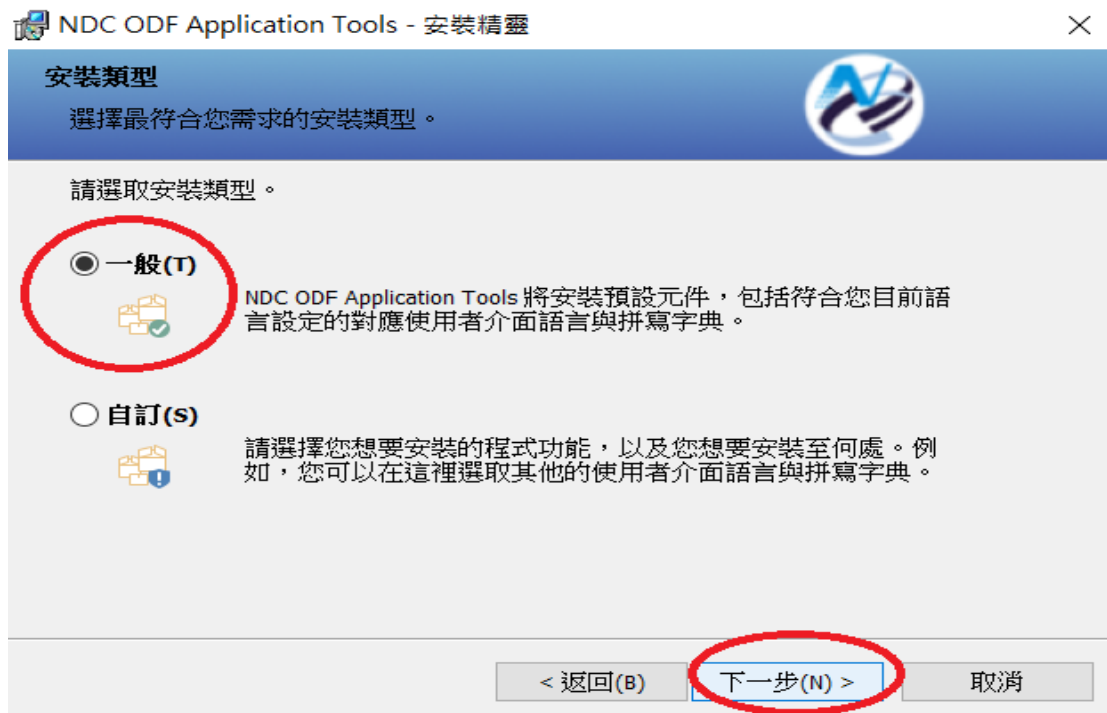 NDC ODF Application Tools - 安裝精靈
安裝類型
選擇最符合您需求的安裝類型。
請選取安裝類型。
一般(T)
NDC ODF Application Tools 將安裝預設元件，包括符合您目前語
言設定的對應使用者介面語言與拼寫字典。
自訂(S)
請選擇您想要安裝的程式功能，以及您想要安裝至何處。例
如，您可以在這裡選取其他的使用者介面語言與拼寫字典。
< 返回(B)
下一步(N) >
取消